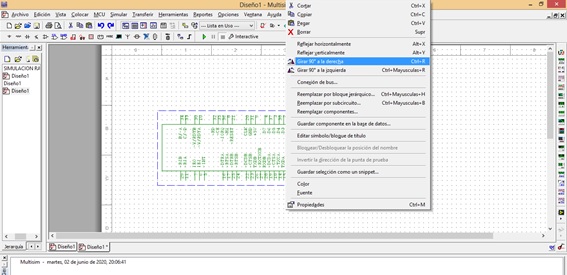 Diseño1 - Multisim
Archivo Edición Vista Colocar MCU Simulate Transferir Herramientas Reportes Opciones Ventana Ayuda
Lista en Uso
Interactive
Herramient
SIMULACION RA
Diseño1
Diseño1
Diseño1
Cortar Ctrl+X
Copiar Ctrl+C
Pegar Ctrl+V
Borrar Supr
Reflejar horizontalmente Alt+X
Reflejar verticalmente Alt+Y
Girar 90° a la derecha Ctrl+R
Girar 90° a la izquierda Ctrl+Mayusculas+R
Conexión de bus...
Reemplazar por bloque jerárquico... Ctrl+Mayusculas+H
Reemplazar por subcircuito... Ctrl+Mayusculas+B
Reemplazar componentes...
Guardar componente en la base de datos...
Editar símbolo/bloque de título
Bloquear/Desbloquear la posición del nombre
Invertir la dirección de la punta de prueba
Guardar selección como un snippet...
Color
Fuente
Propiedades Ctrl+M
Jerarquía
Diseño1
Diseño1 *
Multisim - martes, 02 de junio de 2020, 20:06:41